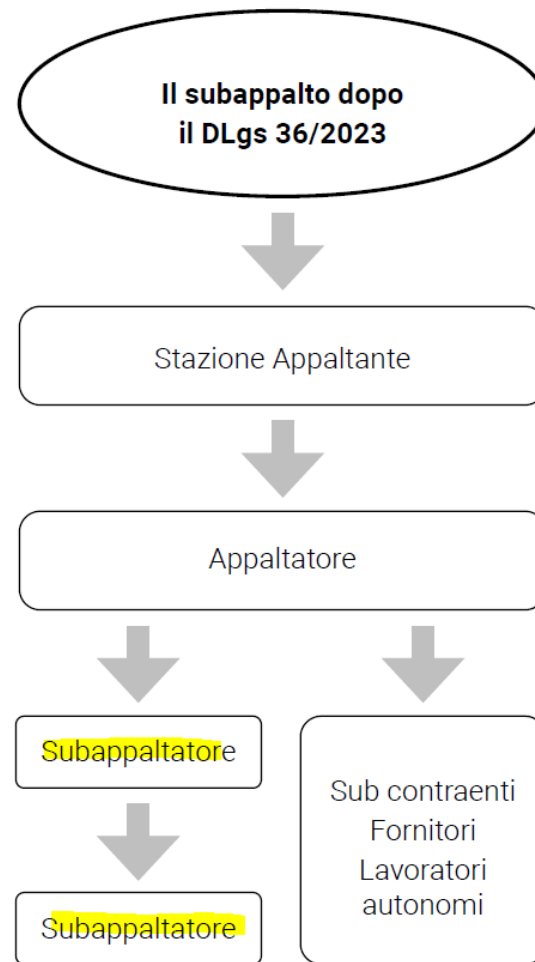 Il subappalto dopo
il DLgs 36/2023
Stazione Appaltante
Appaltatore
Subappaltatore
Subappaltatore
Sub contraenti
Fornitori
Lavoratori
autonomi